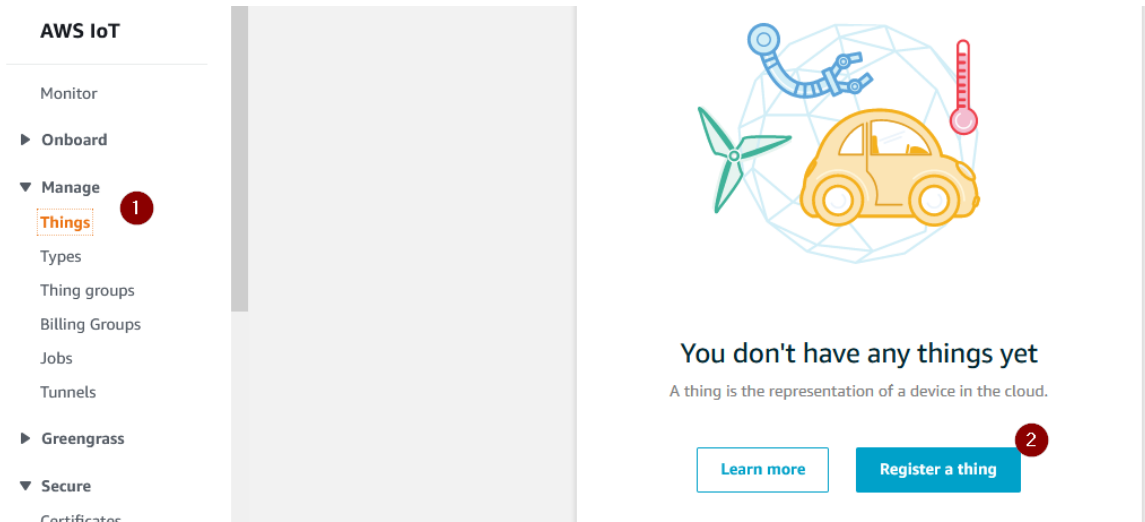 AWS IoT
Monitor
Onboard
Manage
1
Things
Types
Thing groups
Billing Groups
Jobs
Tunnels
Greengrass
Secure
Certificates
You don't have any things yet
A thing is the representation of a device in the cloud.
2
Learn more
Register a thing